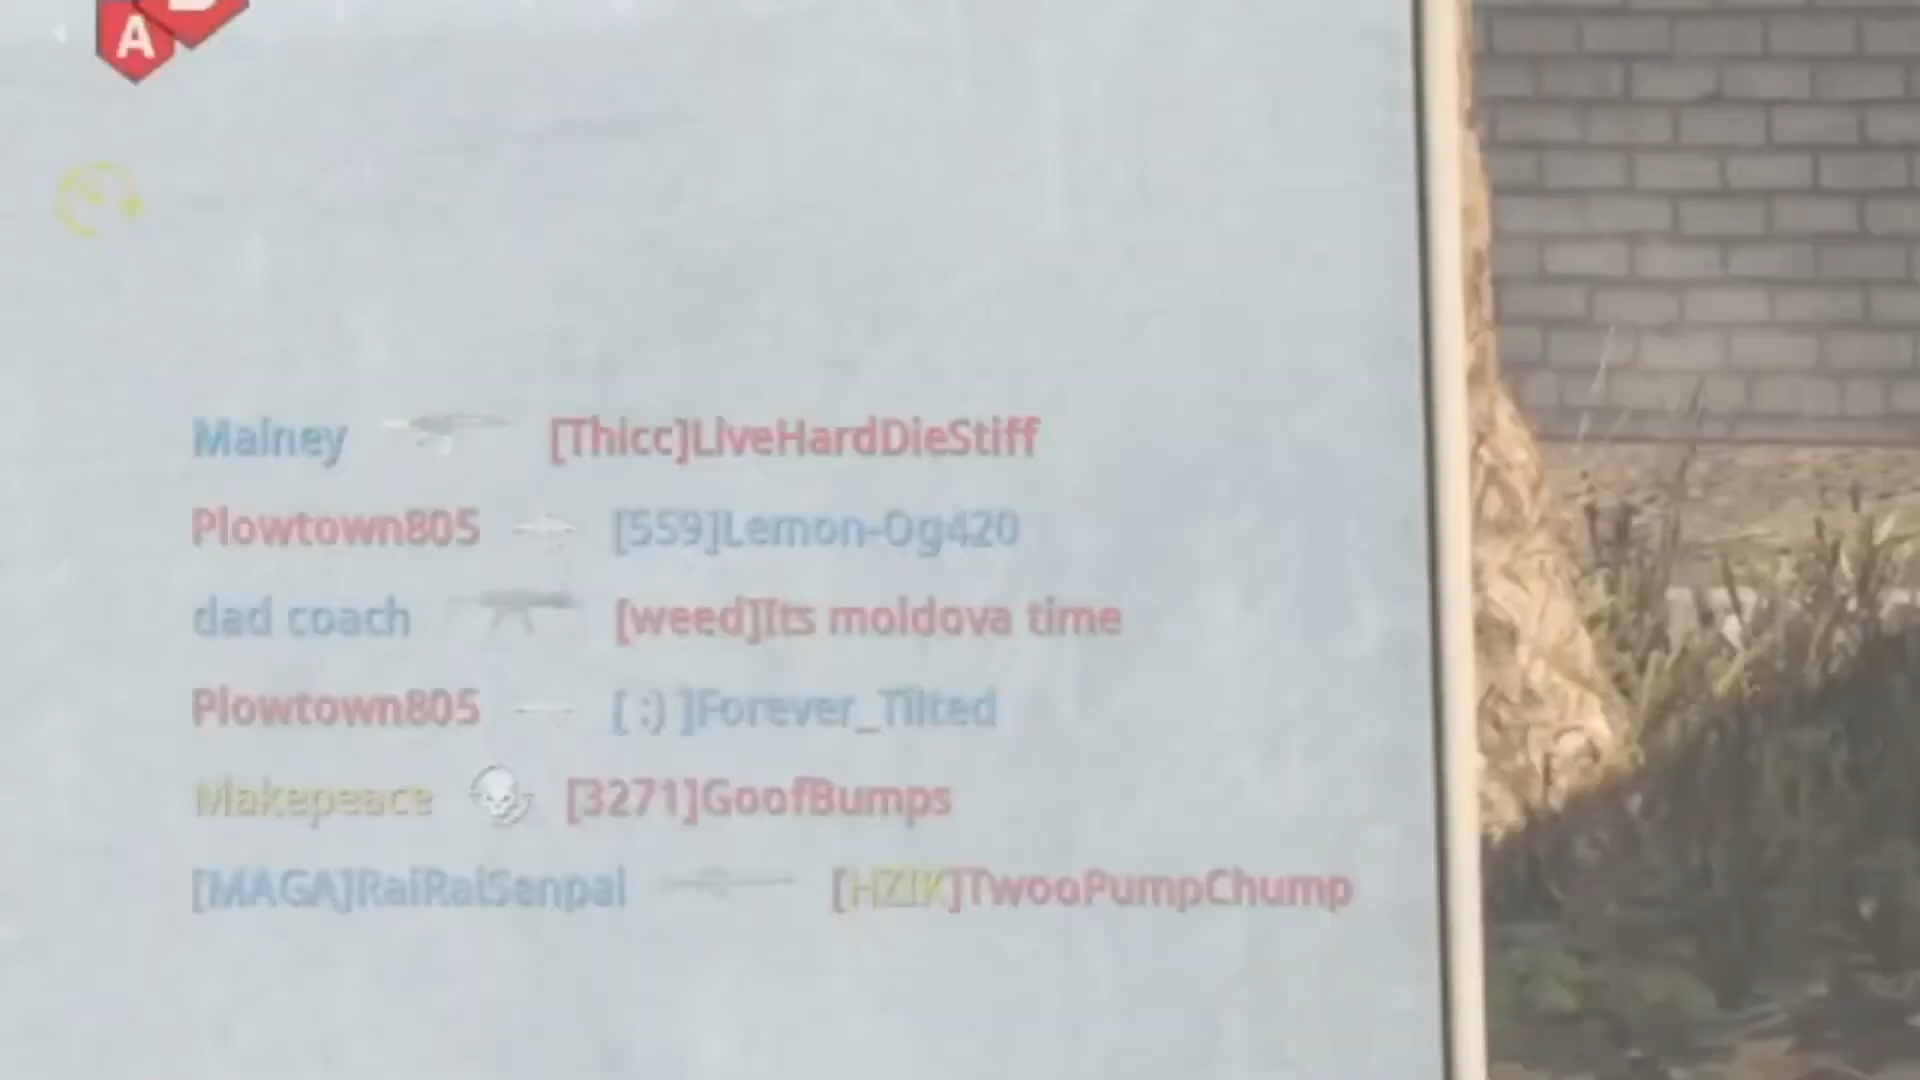 A
Malney [Thicc]LiveHardDieStiff
Plowtown805 [559]Lemon-Og420
dad coach [weed]Its moldova time
Plowtown805 [ :) ]Forever_Tilted
Makepeace [3271]GoofBumps
[MAGA]RaiRaiSenpai [HZIK]TwooPumpChump